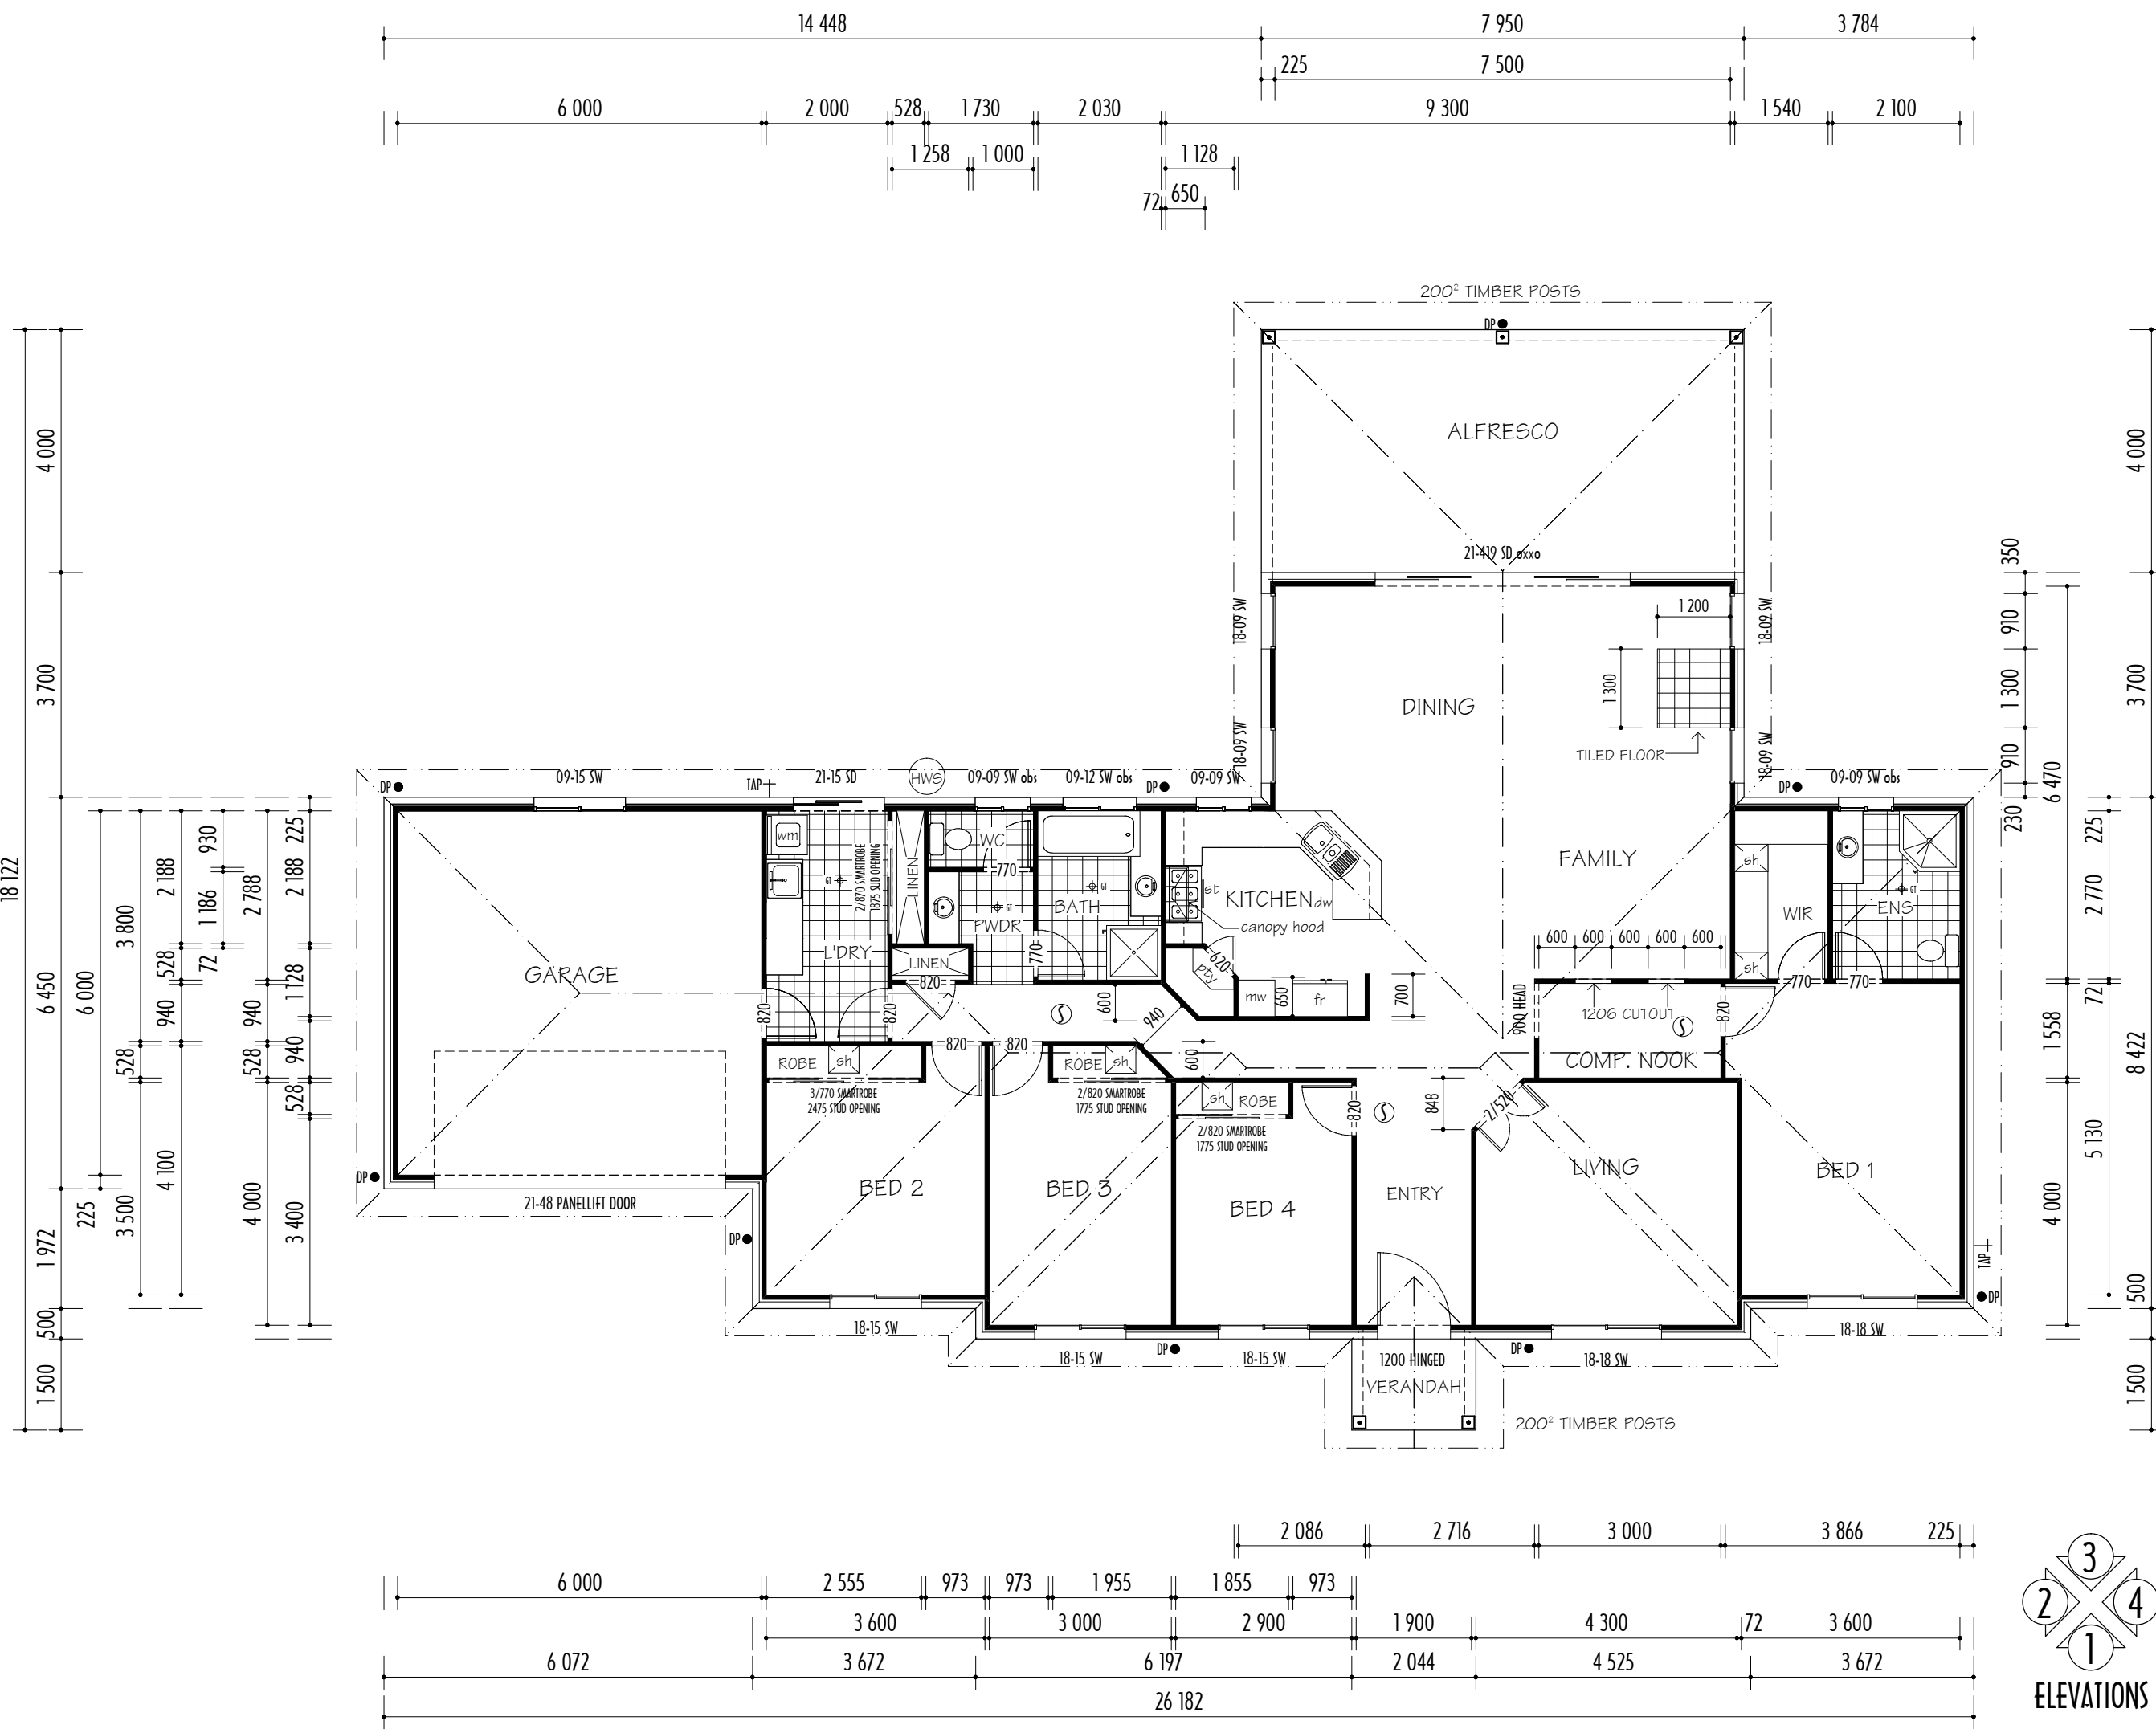 14 448 7 950 3 784
225 7 500
6 000 2 000 528 1 730 2 030 9 300 1 540 2 100
1 258 1 000 1 128
72 650
200² TIMBER POSTS
DP
ALFRESCO
21-419 SD oxxo
18-09 SW 18-09 SW
1 200
1 300
DINING
TILED FLOOR
18-09 SW 18-09 SW
DP 09-15 SW TAP 21-15 SD HWS 09-09 SW obs 09-12 SW obs DP 09-09 SW DP 09-09 SW obs
wm WC
770
LINEN
2/870 SMARTROBE
1875 SUD OPENING
GT
FAMILY
sh
st KITCHEN dw
canopy hood
BATH GT
PWDR GT
WIR ENS GT
L'DRY
LINEN
820
770
620
pty
600 600 600 600 600
sh
770 770
GARAGE
mw 650 fr 700
900 HEAD
1206 CUTOUT
S
820
COMP. NOOK
820 820
600 S 940
820 820
600
ROBE sh
ROBE sh
3/770 SMARTROBE
2475 STUD OPENING
2/820 SMARTROBE
1775 STUD OPENING
sh ROBE
820 S 848 2/520
2/820 SMARTROBE
1775 STUD OPENING
LIVING
BED 1
DP
BED 2
BED 3
BED 4
ENTRY
21-48 PANELLIFT DOOR
DP
TAP
DP
18-15 SW
18-15 SW DP 18-15 SW 1200 HINGED DP 18-18 SW 18-18 SW
VERANDAH
200² TIMBER POSTS
18 122
4 000 3 700 6 450 1 972 500 1 500
6 000 225
3 800 528 3 500
2 188 528 940 4 100
930 1 186 72
2 788 940 528 4 000
225 2 188 1 128 940 528 3 400
350 910 1 300 910 230
6 470 1 558 4 000
225 2 770 72 5 130
4 000 3 700 8 422 500 1 500
2 086 2 716 3 000 3 866 225
6 000 2 555 973 973 1 955 1 855 973
3 600 3 000 2 900 1 900 4 300 72 3 600
6 072 3 672 6 197 2 044 4 525 3 672
26 182
3
2 4
1
ELEVATIONS